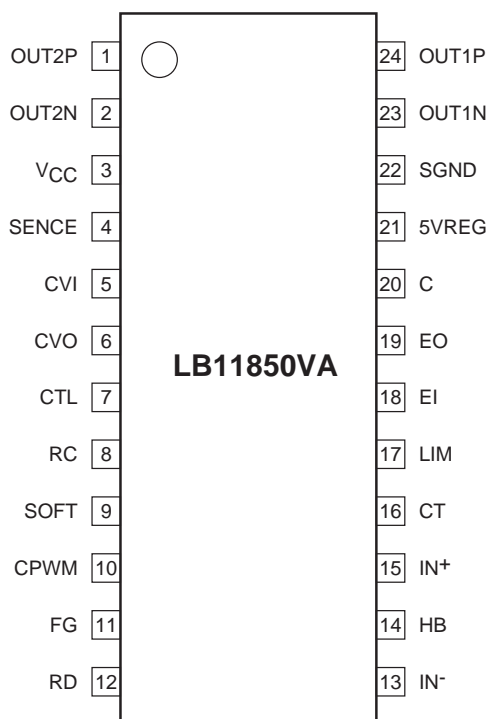 OUT2P 1 24 OUT1P
OUT2N 2 23 OUT1N
VCC 3 22 SGND
SENCE 4 21 5VREG
CVI 5 20 C
CVO 6 19 EO
LB11850VA
CTL 7 18 EI
RC 8 17 LIM
SOFT 9 16 CT
CPWM 10 15 IN+
FG 11 14 HB
RD 12 13 IN-